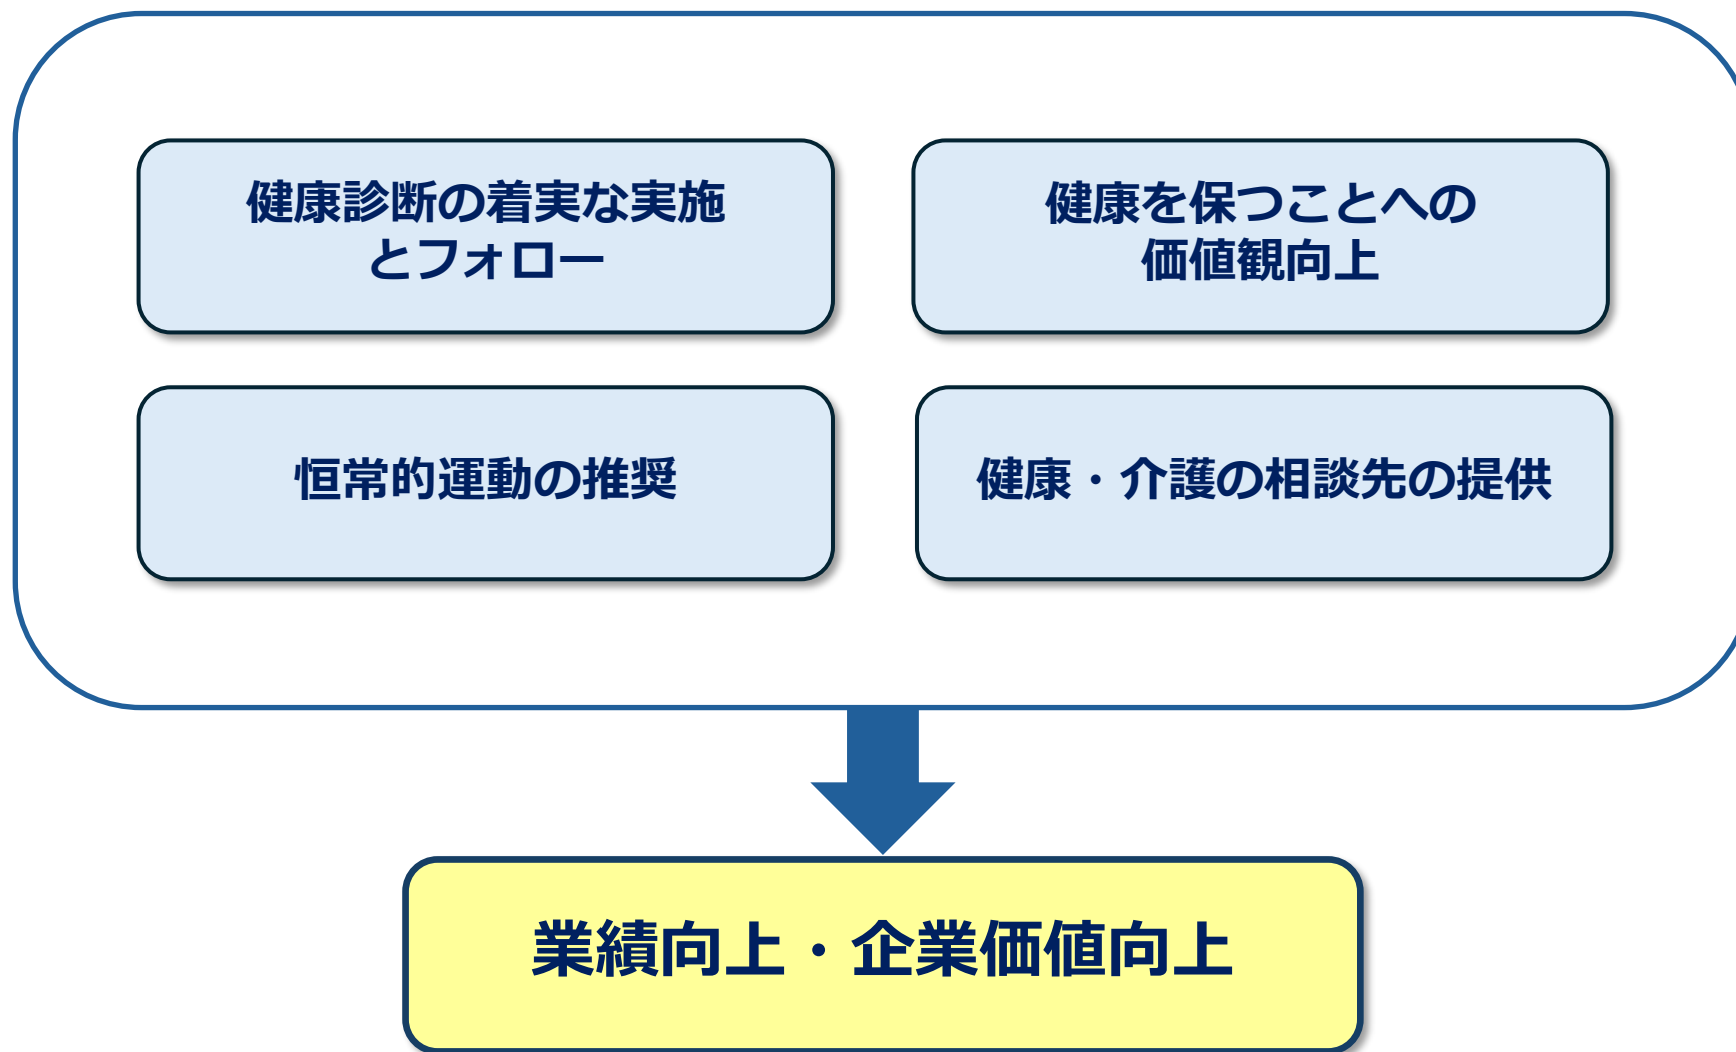 健康診断の着実な実施
とフォロー
健康を保つことへの
価値観向上
恒常的運動の推奨
健康・介護の相談先の提供
業績向上・企業価値向上